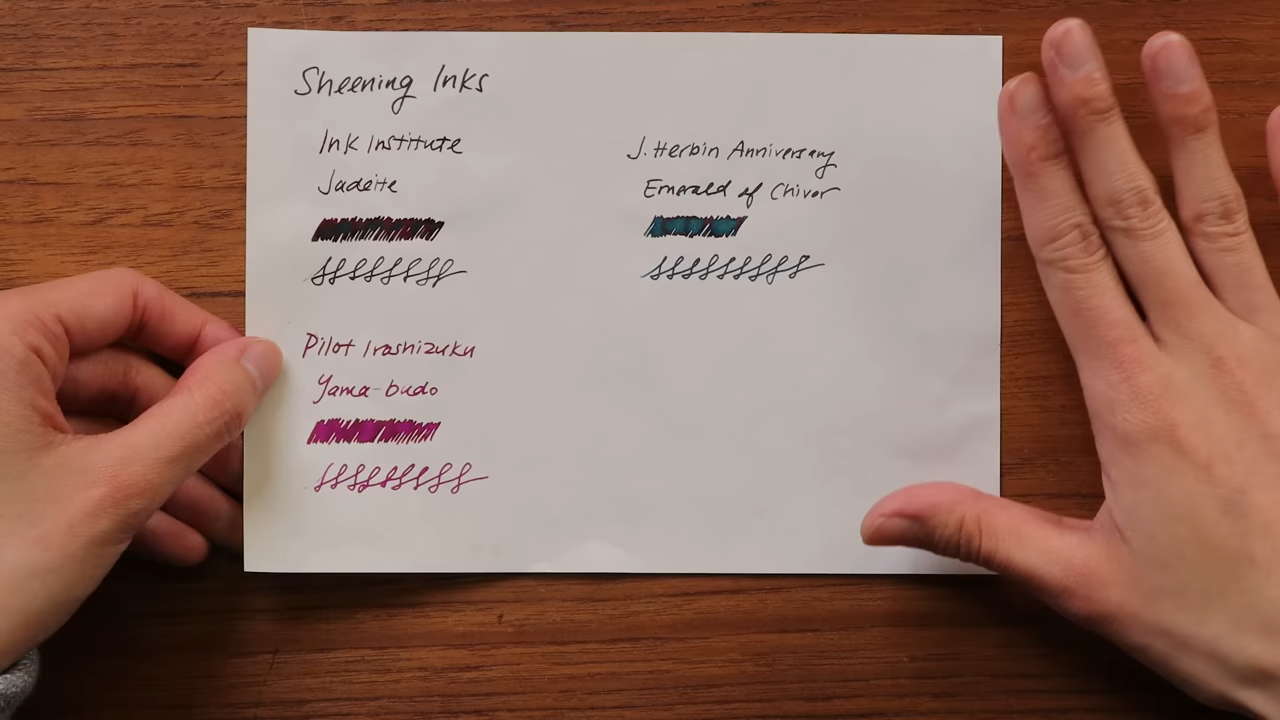 Sheening Inks
Ink Institute
Jadeite
J. Herbin Anniversary
Emerald of Chivor
Pilot Iroshizuku
Yama-budo